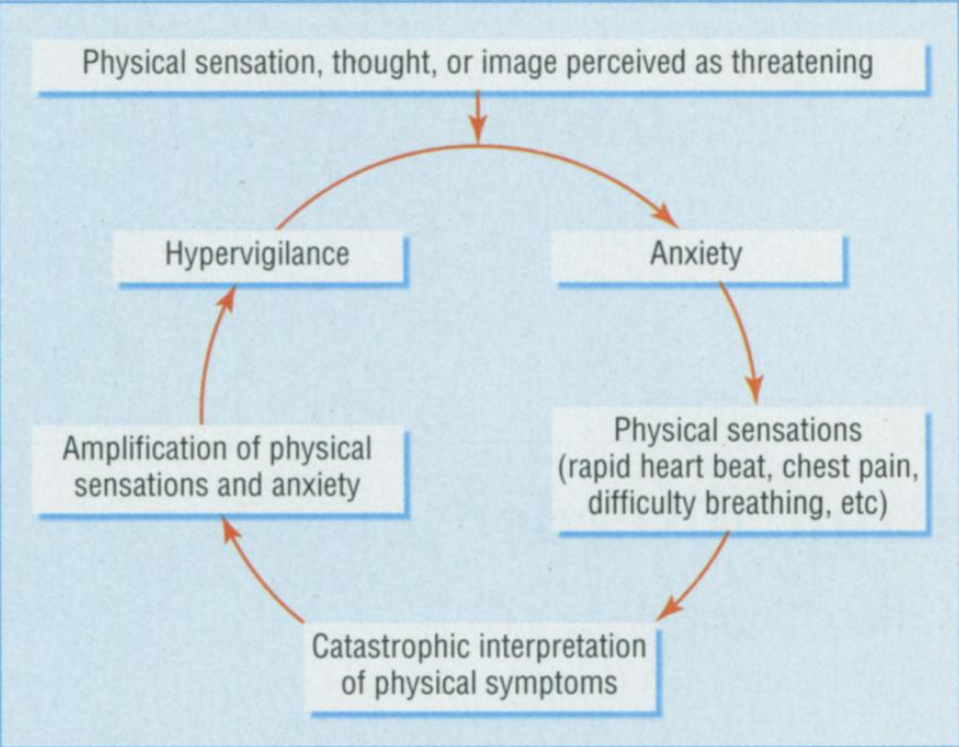 Physical sensation, thought, or image perceived as threatening
Hypervigilance
Anxiety
Physical sensations
(rapid heart beat, chest pain,
difficulty breathing, etc)
Amplification of physical
sensations and anxiety
Catastrophic interpretation
of physical symptoms